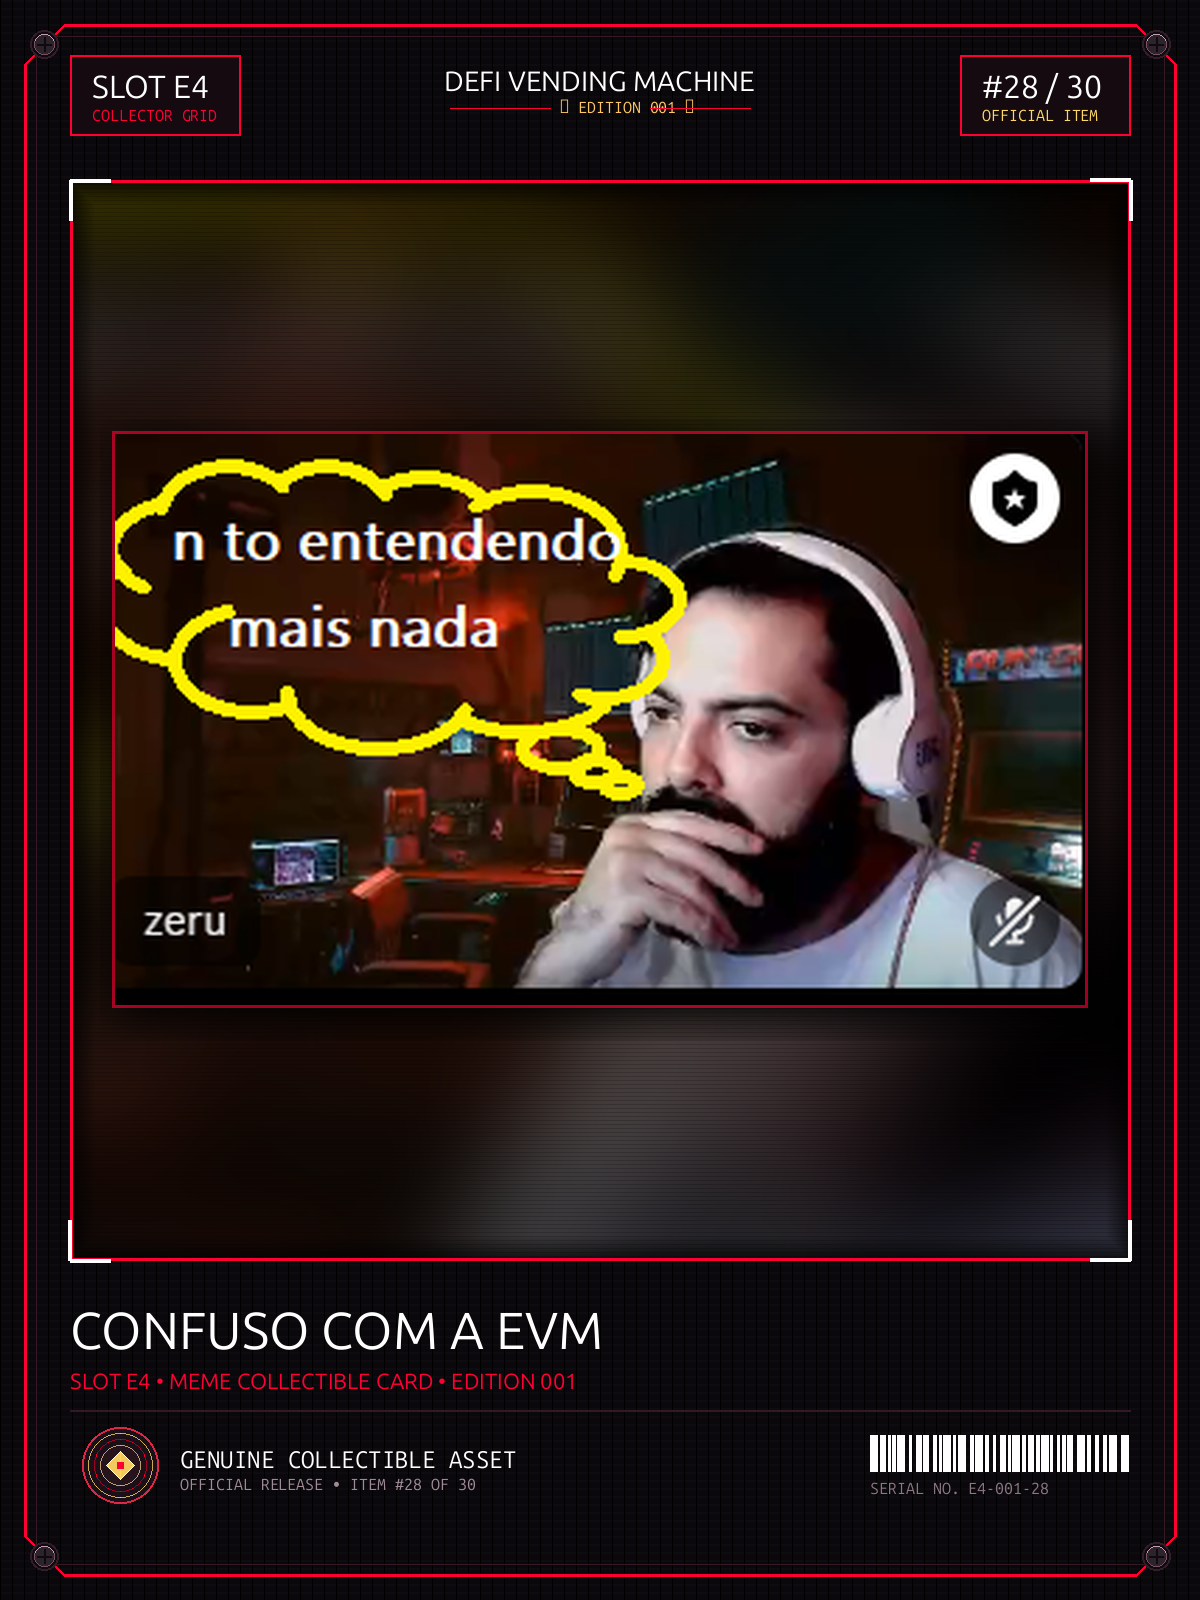 SLOT E4
COLLECTOR GRID
DEFI VENDING MACHINE
EDITION 001
#28 / 30
OFFICIAL ITEM
n to entendendo
mais nada
zeru
CONFUSO COM A EVM
SLOT E4 • MEME COLLECTIBLE CARD • EDITION 001
GENUINE COLLECTIBLE ASSET
OFFICIAL RELEASE • ITEM #28 OF 30
SERIAL NO. E4-001-28